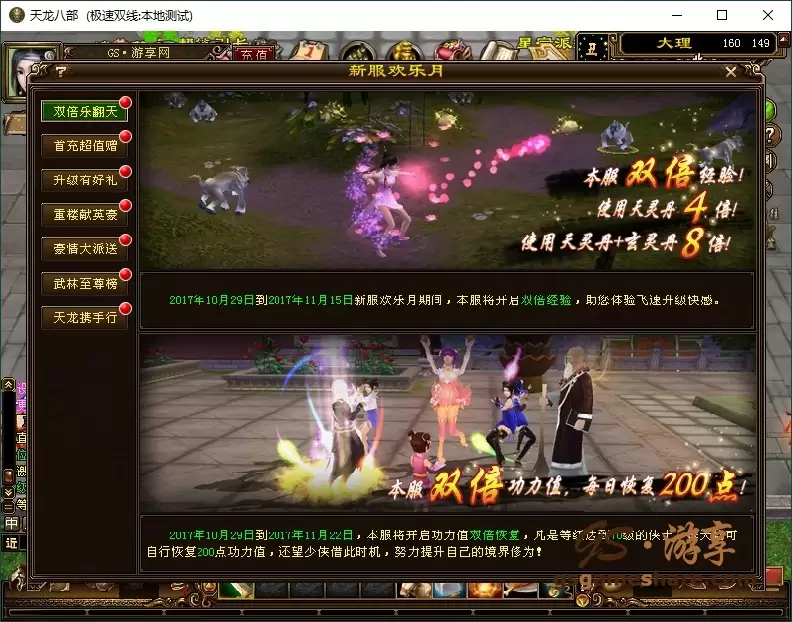 天龙八部 (极速双线:本地测试)
GS·游享网
充值
大理
160 149
?
新服欢乐月
双倍乐翻天
首充超值赠
升级有好礼
重楼献英豪
豪情大派送
武林至尊榜
天龙携手行
本服双倍经验!
使用天灵丹4倍!
使用天灵丹+玄灵丹8倍!
2017年10月29日到2017年11月15日新服欢乐月期间，本服将开启双倍经验，助您体验飞速升级快感。
本服双倍功力值，每日恢复200点!
2017年10月29日到2017年11月22日，本服将开启功力值双倍恢复，凡是等级达到 0级的侠士 每天 可
自行恢复200点功力值，还望少侠借此时机，努力提升自己的境界修为！
GS·游享
中
近